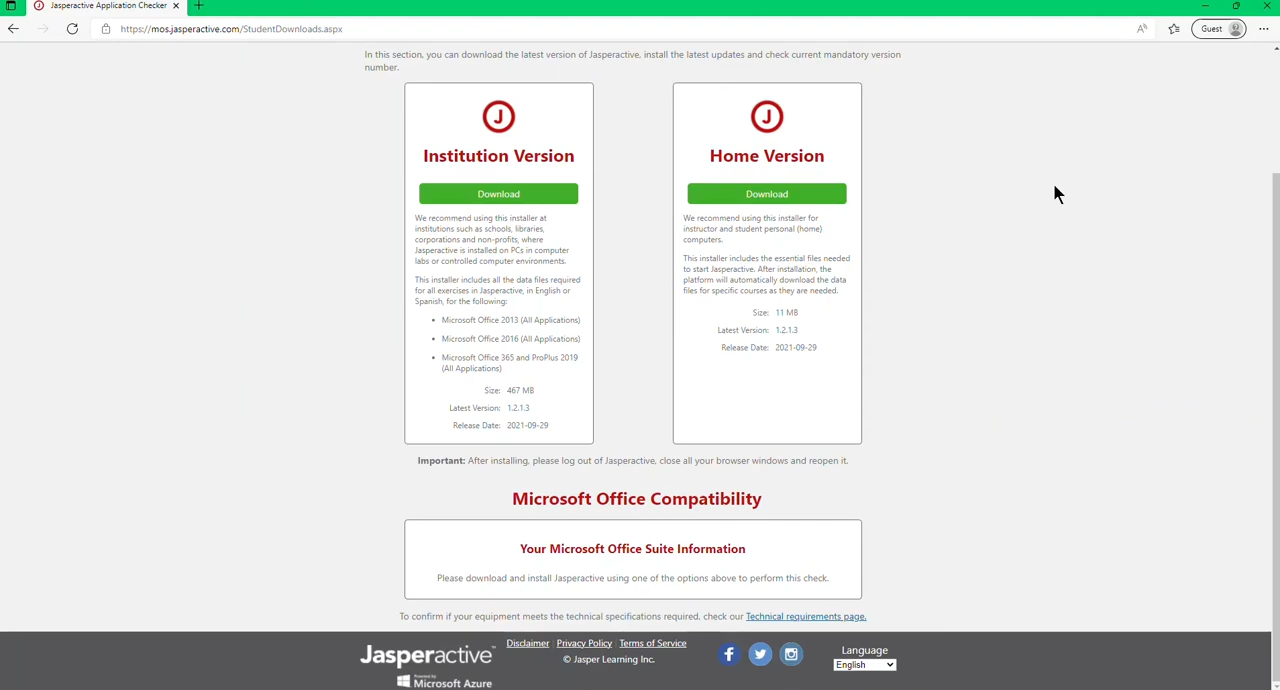 Jasperactive Application Checker
https://mos.jasperactive.com/StudentDownloads.aspx
Guest
In this section, you can download the latest version of Jasperactive, install the latest updates and check current mandatory version
number.
J
Institution Version
Download
We recommend using this installer at
institutions such as schools, libraries,
corporations and non-profits, where
Jasperactive is installed on PCs in computer
labs or controlled computer environments.
This installer includes all the data files required
for all exercises in Jasperactive, in English or
Spanish, for the following:
• Microsoft Office 2013 (All Applications)
• Microsoft Office 2016 (All Applications)
• Microsoft Office 365 and ProPlus 2019
(All Applications)
Size: 467 MB
Latest Version: 1.2.1.3
Release Date: 2021-09-29
J
Home Version
Download
We recommend using this installer for
instructor and student personal (home)
computers.
This installer includes the essential files needed
to start Jasperactive. After installation, the
platform will automatically download the data
files for specific courses as they are needed.
Size: 11 MB
Latest Version: 1.2.1.3
Release Date: 2021-09-29
Important: After installing, please log out of Jasperactive, close all your browser windows and reopen it.
Microsoft Office Compatibility
Your Microsoft Office Suite Information
Please download and install Jasperactive using one of the options above to perform this check.
To confirm if your equipment meets the technical specifications required, check our Technical requirements page.
Jasperactive™
Powered by
Microsoft Azure
Disclaimer Privacy Policy Terms of Service
© Jasper Learning Inc.
Language
English